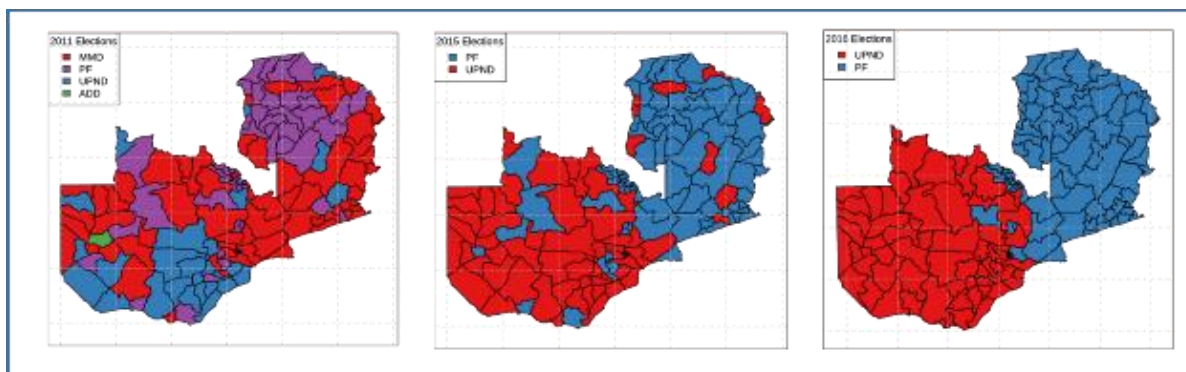 2011 Elections
MMD
PF
UPND
ADD
2015 Elections
PF
UPND
2016 Elections
UPND
PF